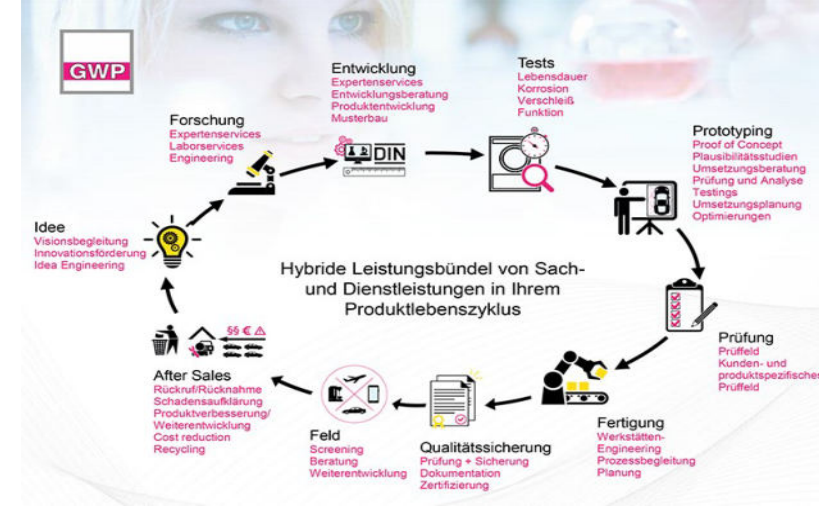 GWP
Entwicklung
Expertenservices
Entwicklungsberatung
Produktentwicklung
Musterbau
DIN
Tests
Lebensdauer
Korrosion
Verschleiß
Funktion
Forschung
Expertenservices
Laborservices
Engineering
Prototyping
Proof of Concept
Plausibilitätsstudien
Umsetzungsberatung
Prüfung und Analyse
Testings
Umsetzungsplanung
Optimierungen
Idee
Visionsbegleitung
Innovationsförderung
Idea Engineering
Hybride Leistungsbündel von Sach-
und Dienstleistungen in Ihrem
Produktlebenszyklus
Prüfung
Prüffeld
Kunden- und
produktspezifisches
Prüffeld
§§ € ⚠
After Sales
Rückruf/Rücknahme
Schadensaufklärung
Produktverbesserung/
Weiterentwicklung
Cost reduction
Recycling
Feld
Screening
Beratung
Weiterentwicklung
Qualitätssicherung
Prüfung + Sicherung
Dokumentation
Zertifizierung
Fertigung
Werkstätten-
Engineering
Prozessbegleitung
Planung